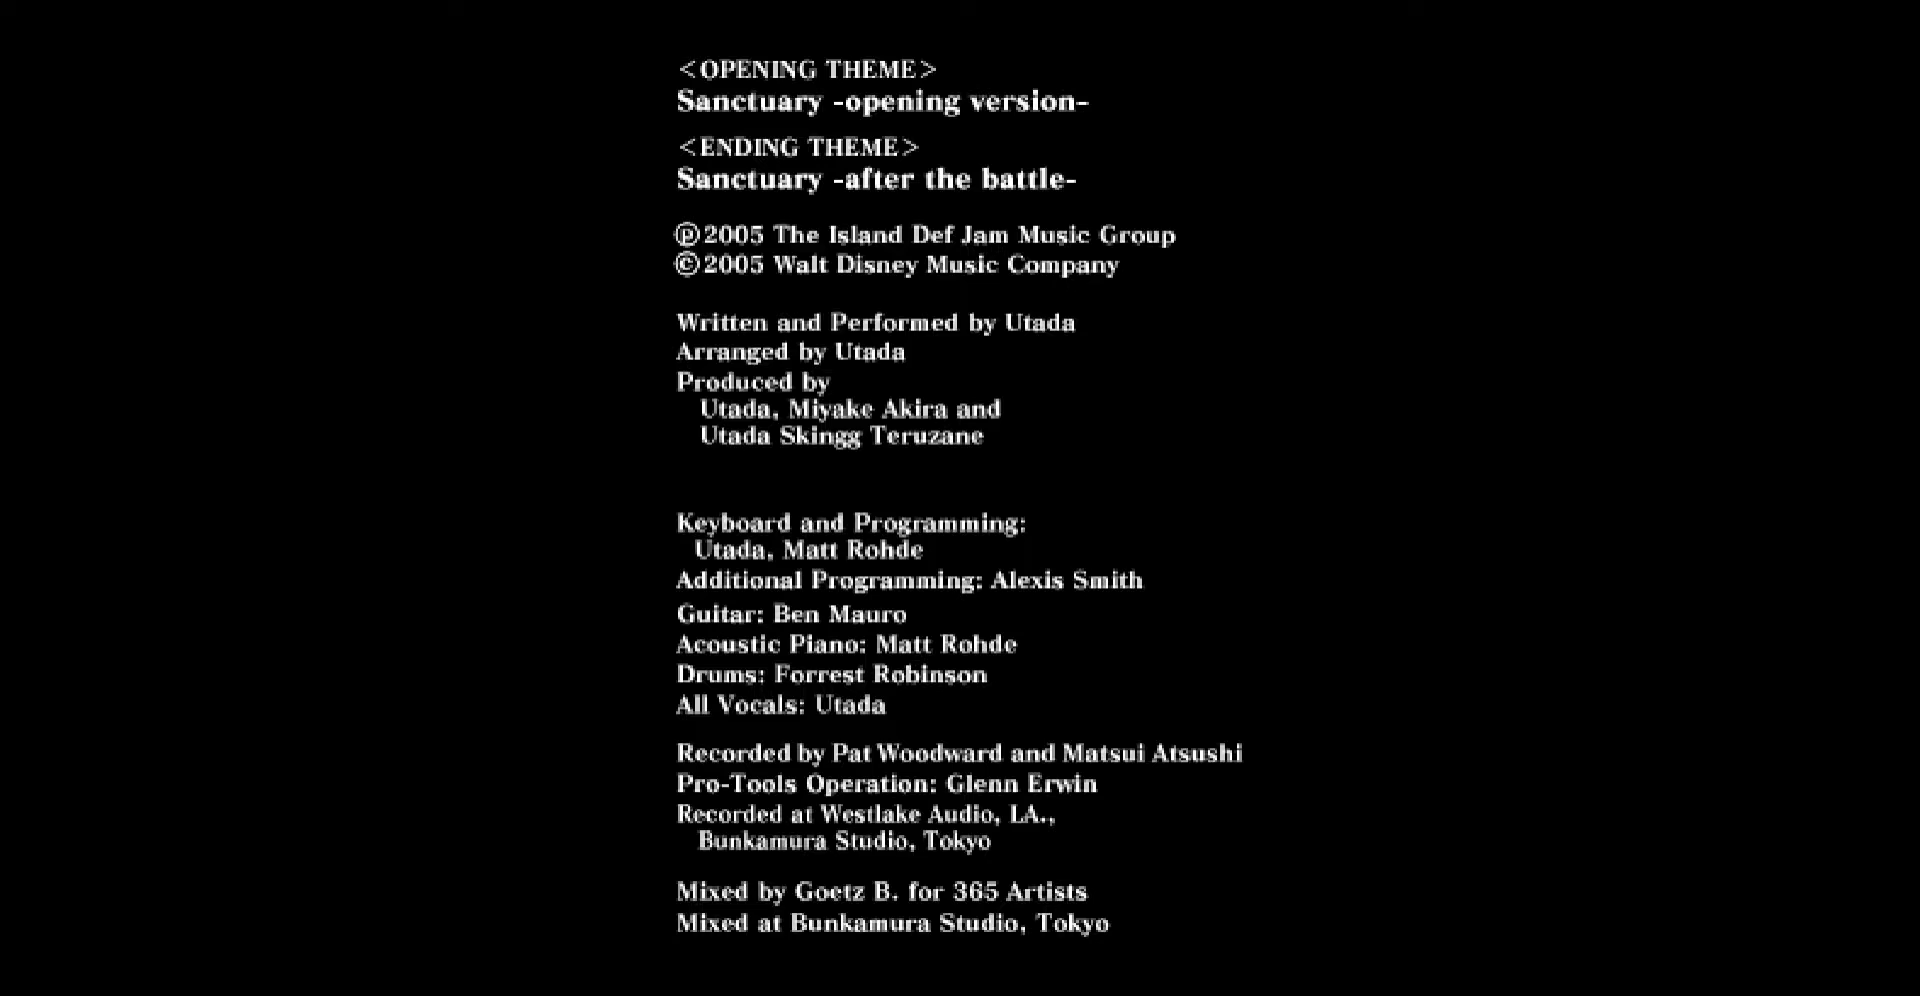 <OPENING THEME>
Sanctuary -opening version-
<ENDING THEME>
Sanctuary -after the battle-
℗2005 The Island Def Jam Music Group
©2005 Walt Disney Music Company
Written and Performed by Utada
Arranged by Utada
Produced by
Utada, Miyake Akira and
Utada Skingg Teruzane
Keyboard and Programming:
Utada, Matt Rohde
Additional Programming: Alexis Smith
Guitar: Ben Mauro
Acoustic Piano: Matt Rohde
Drums: Forrest Robinson
All Vocals: Utada
Recorded by Pat Woodward and Matsui Atsushi
Pro-Tools Operation: Glenn Erwin
Recorded at Westlake Audio, LA.,
Bunkamura Studio, Tokyo
Mixed by Goetz B. for 365 Artists
Mixed at Bunkamura Studio, Tokyo